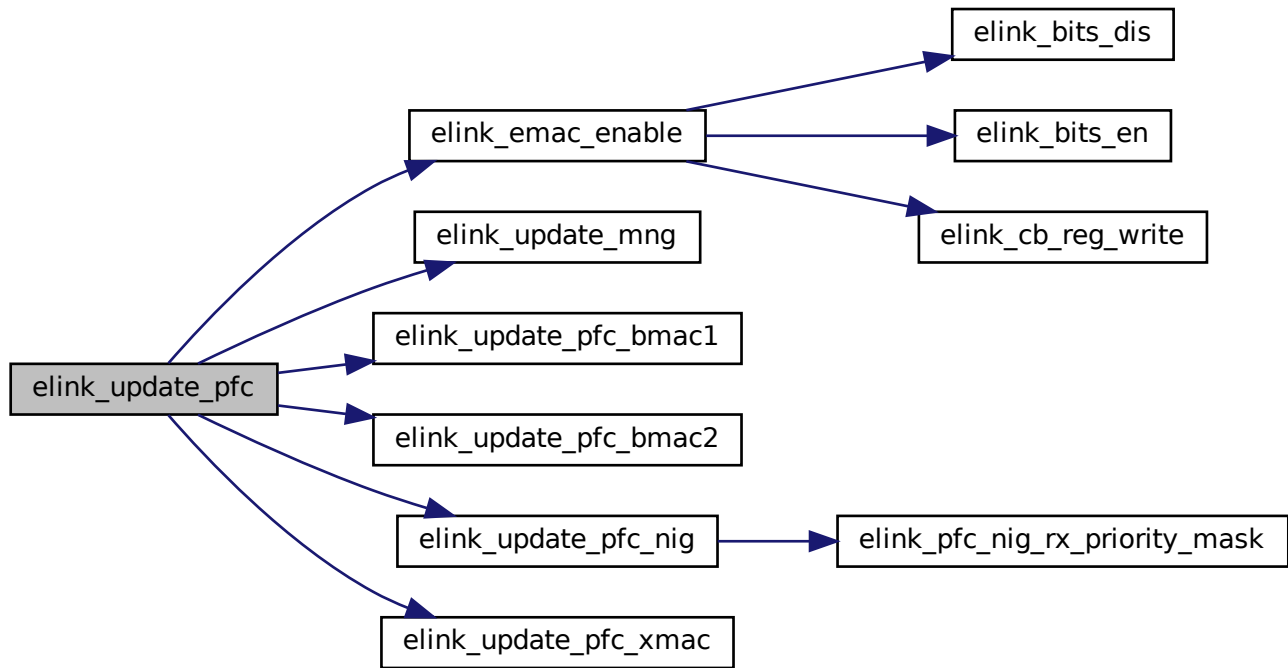 elink_bits_dis
elink_emac_enable
elink_bits_en
elink_update_mng
elink_cb_reg_write
elink_update_pfc_bmac1
elink_update_pfc
elink_update_pfc_bmac2
elink_update_pfc_nig
elink_pfc_nig_rx_priority_mask
elink_update_pfc_xmac